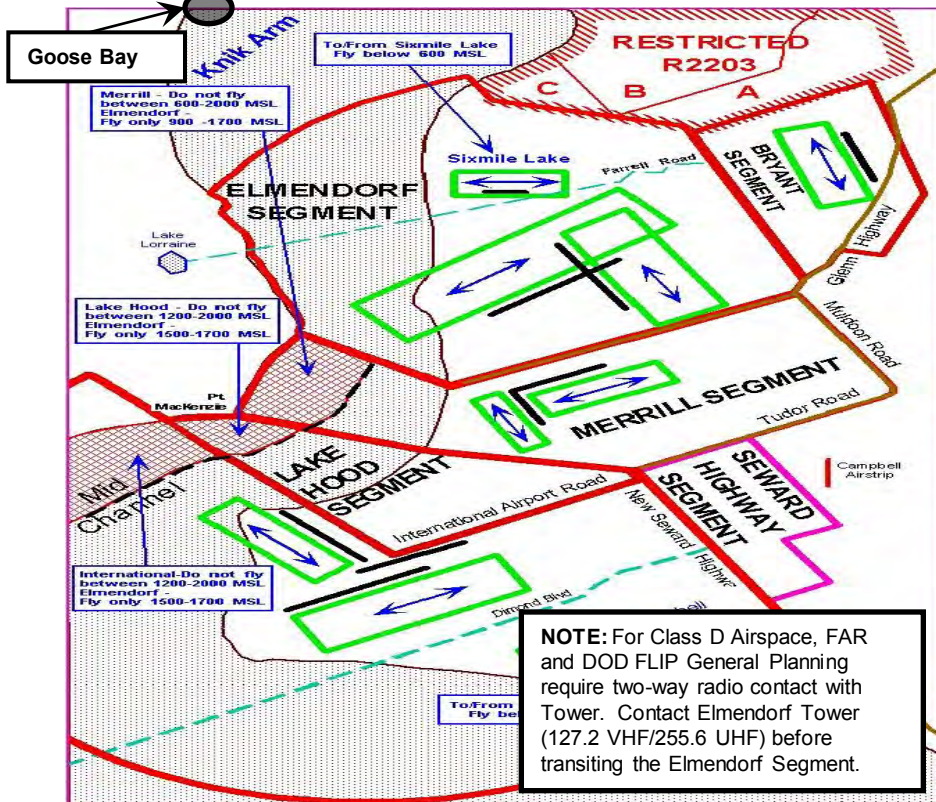 Goose Bay
Knik Arm
To/From Sixmile Lake
Fly below 600 MSL
RESTRICTED
R2203
C
B
A
Merrill - Do not fly
between 600-2000 MSL
Elmendorf -
Fly only 900 -1700 MSL
Sixmile Lake
Farrell Road
BRYANT
SEGMENT
ELMENDORF
SEGMENT
Lake
Lorraine
Glenn Highway
Lake Hood - Do not fly
between 1200-2000 MSL
Elmendorf -
Fly only 1500-1700 MSL
Muldoon Road
Pt.
MacKenzie
MERRILL SEGMENT
Tudor Road
LAKE
HOOD
SEGMENT
SEWARD
HIGHWAY
SEGMENT
Campbell
Airstrip
Mid
Channel
International Airport Road
New Seward Highwa
International-Do not fly
between 1200-2000 MSL
Elmendorf -
Fly only 1500-1700 MSL
Dimond Blvd
To/From
Fly
NOTE: For Class D Airspace, FAR
and DOD FLIP General Planning
require two-way radio contact with
Tower. Contact Elmendorf Tower
(127.2 VHF/255.6 UHF) before
transiting the Elmendorf Segment.